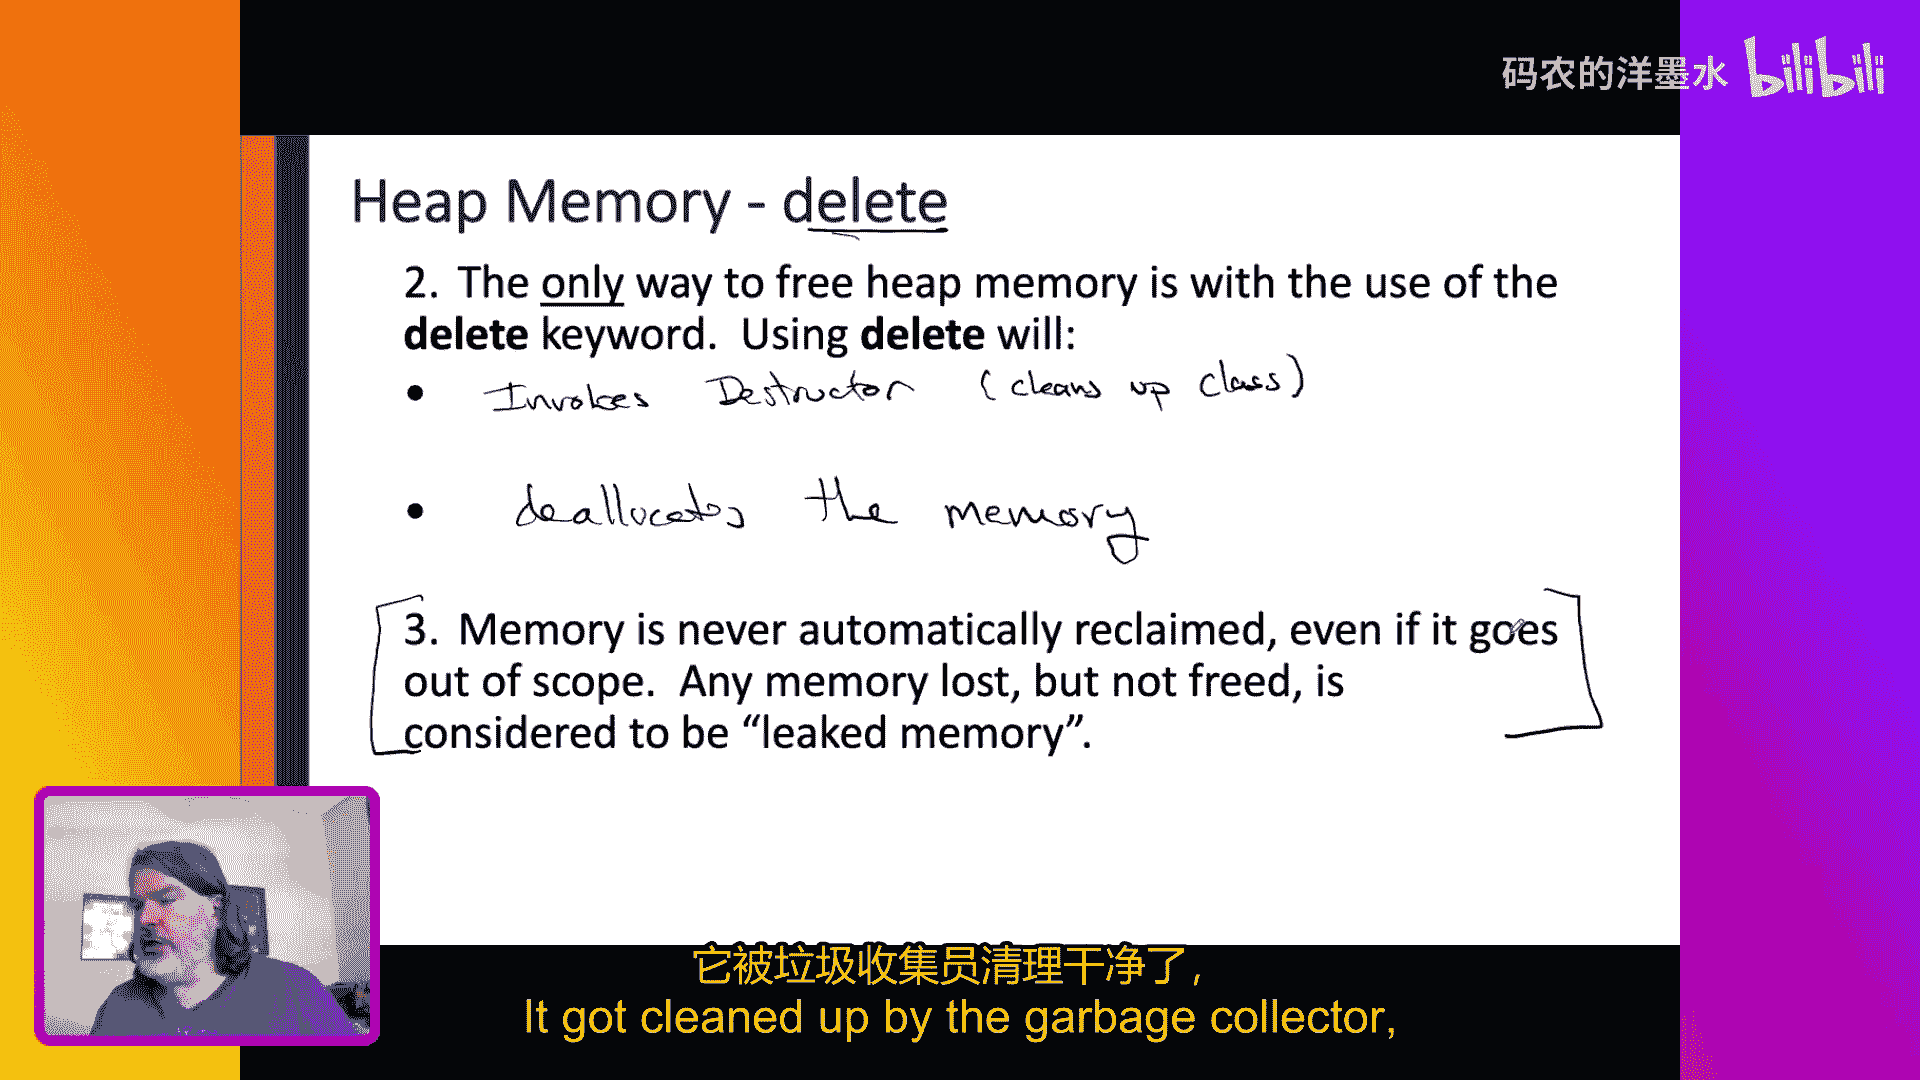 码农的洋墨水 bilibili
Heap Memory - delete
2. The only way to free heap memory is with the use of the
delete keyword. Using delete will:
• Invokes Destructor (cleans up class)
• deallocates the memory
3. Memory is never automatically reclaimed, even if it goes
out of scope. Any memory lost, but not freed, is
considered to be “leaked memory”.
它被垃圾收集员清理干净了,
It got cleaned up by the garbage collector,